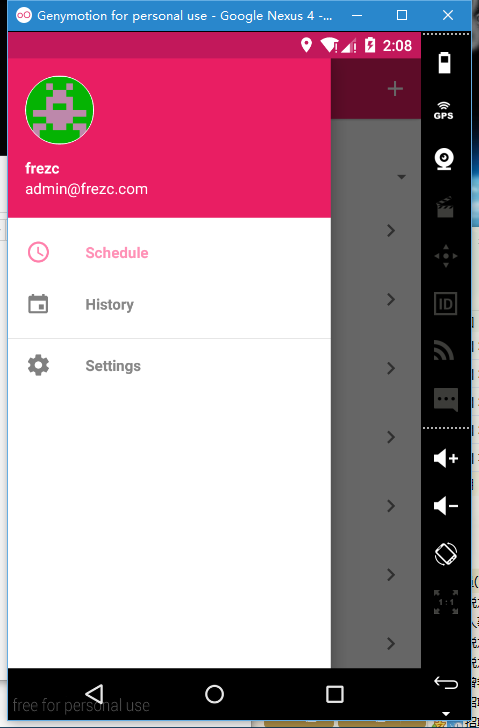 Genymotion for personal use - Google Nexus 4 -...
2:08
frezc
admin@frezc.com
Schedule
History
Settings
GPS
ID
1:1
free for personal use